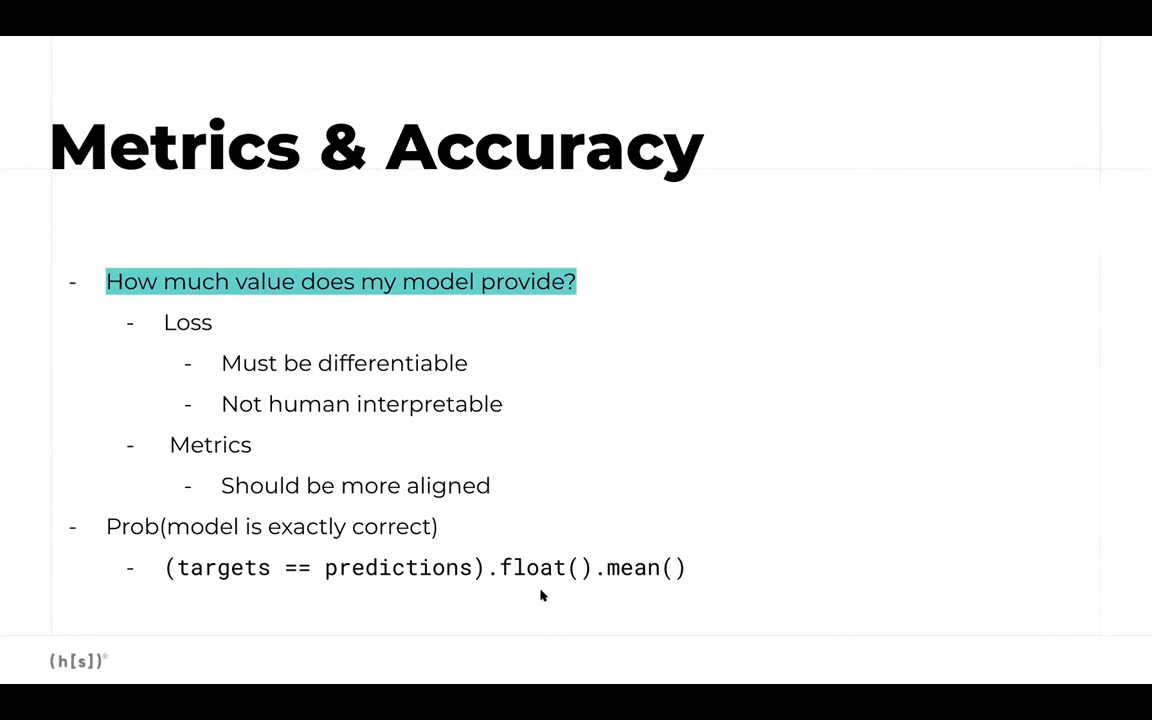 Metrics & Accuracy
- How much value does my model provide?
- Loss
- Must be differentiable
- Not human interpretable
- Metrics
- Should be more aligned
- Prob(model is exactly correct)
- (targets == predictions).float().mean()
(h[s])®